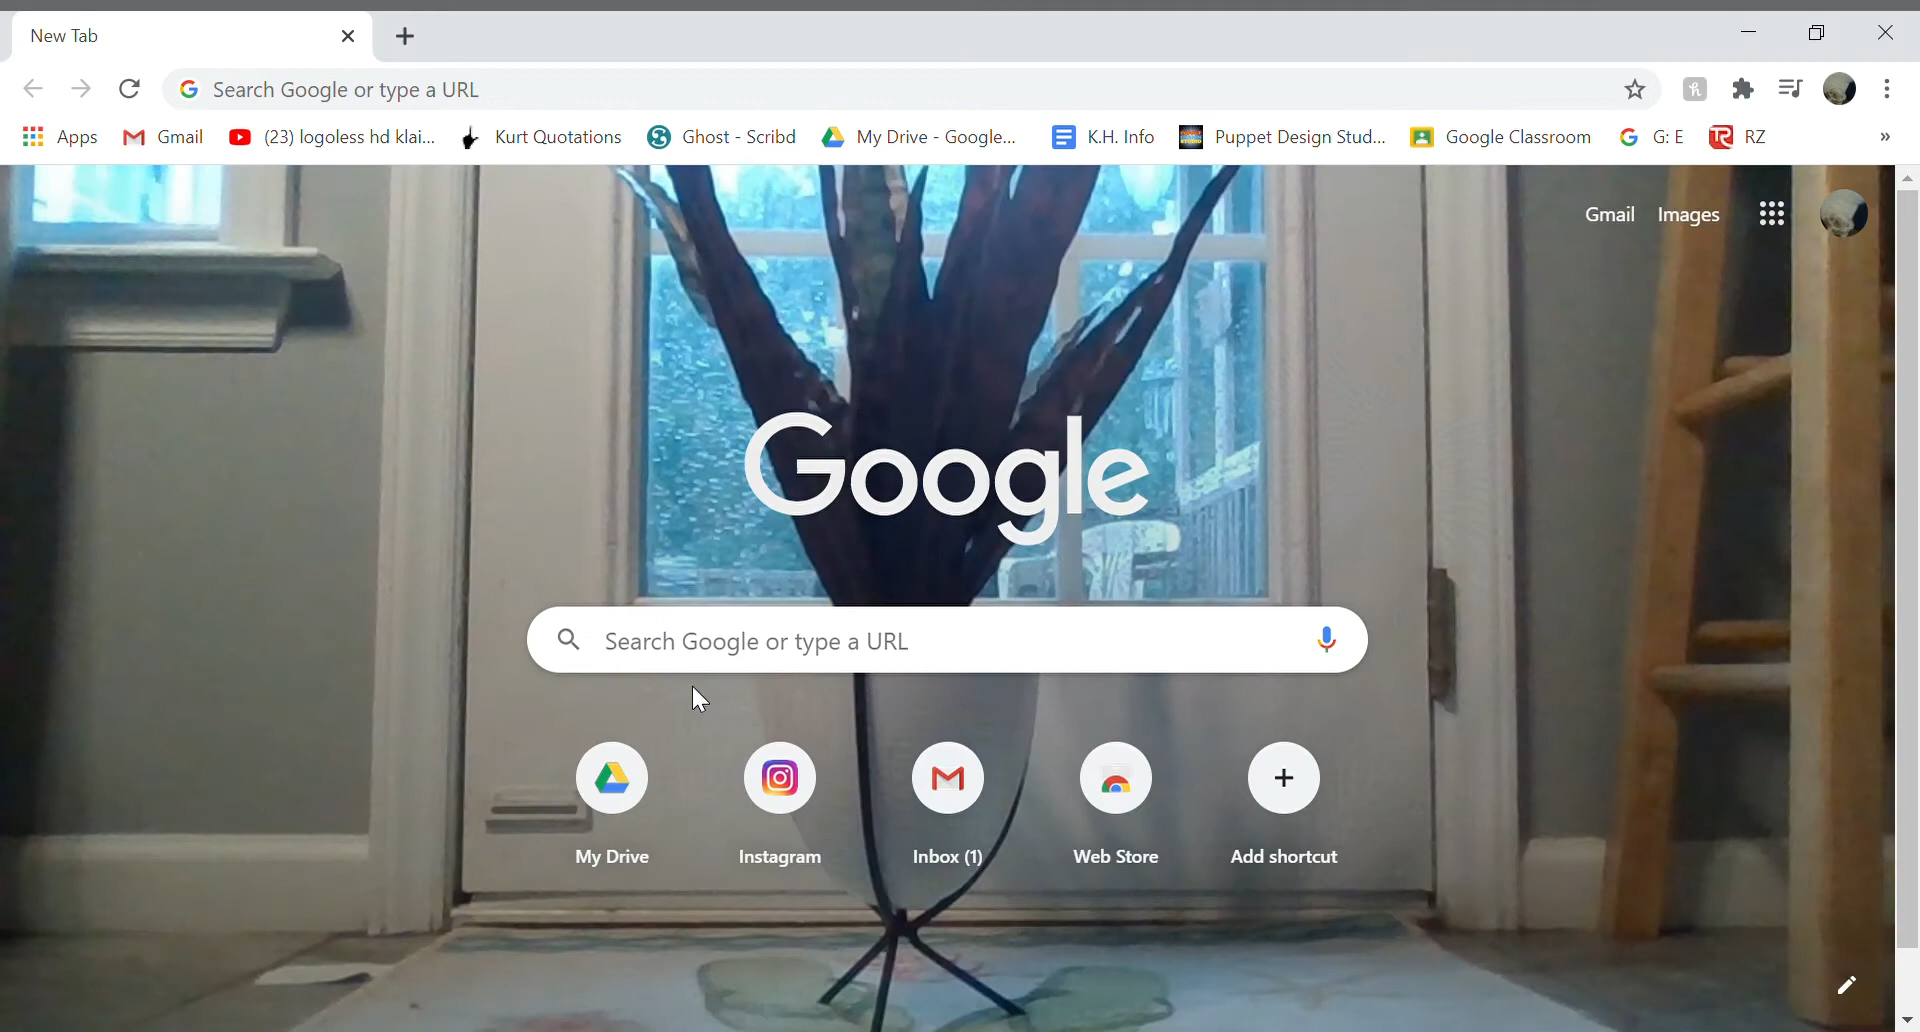 New Tab
Search Google or type a URL
Apps Gmail (23) logoless hd klai... Kurt Quotations Ghost - Scribd My Drive - Google... K.H. Info Puppet Design Stud... Google Classroom G: E RZ »
Gmail Images
Google
Search Google or type a URL
My Drive Instagram Inbox (1) Web Store Add shortcut